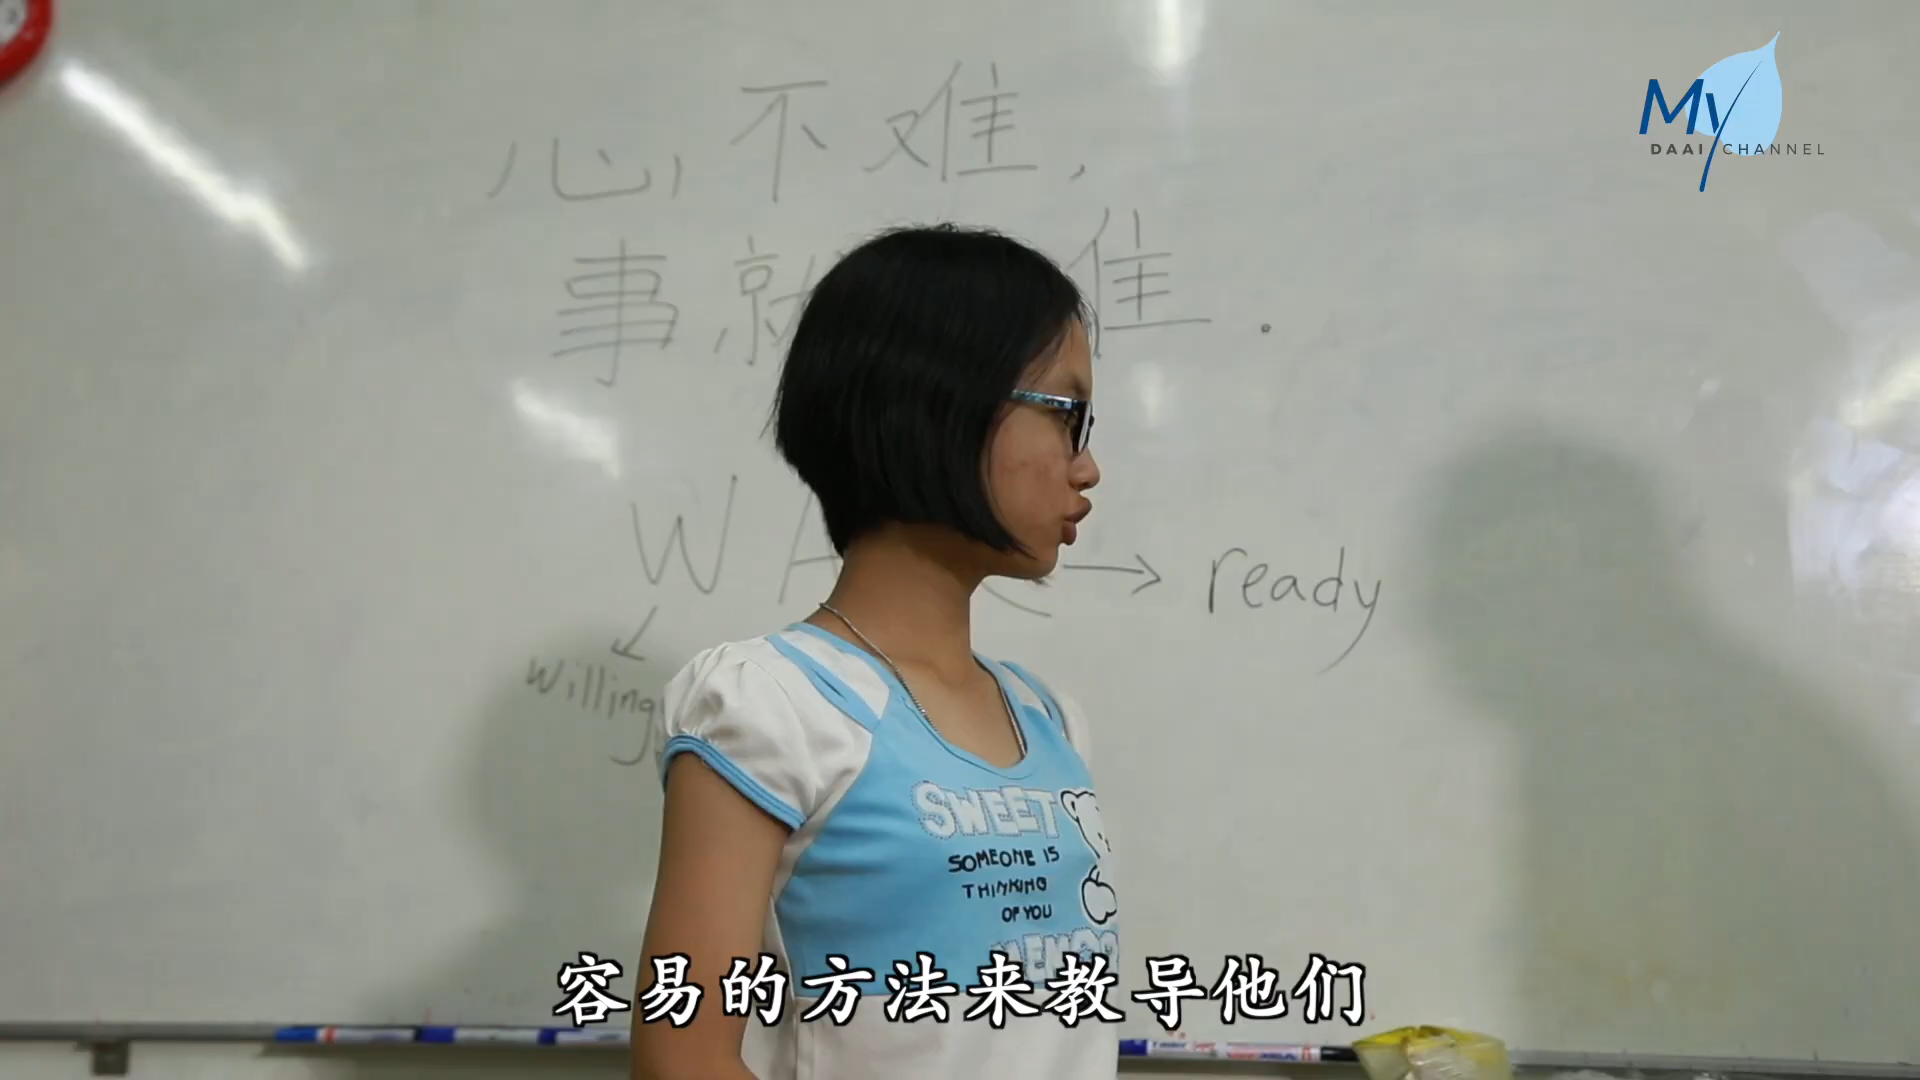 My
DAAI CHANNEL
心不难，
事就
W A → ready
willing
SWEET
SOMEONE IS
THINKING
OF YOU
容易的方法来教导他们